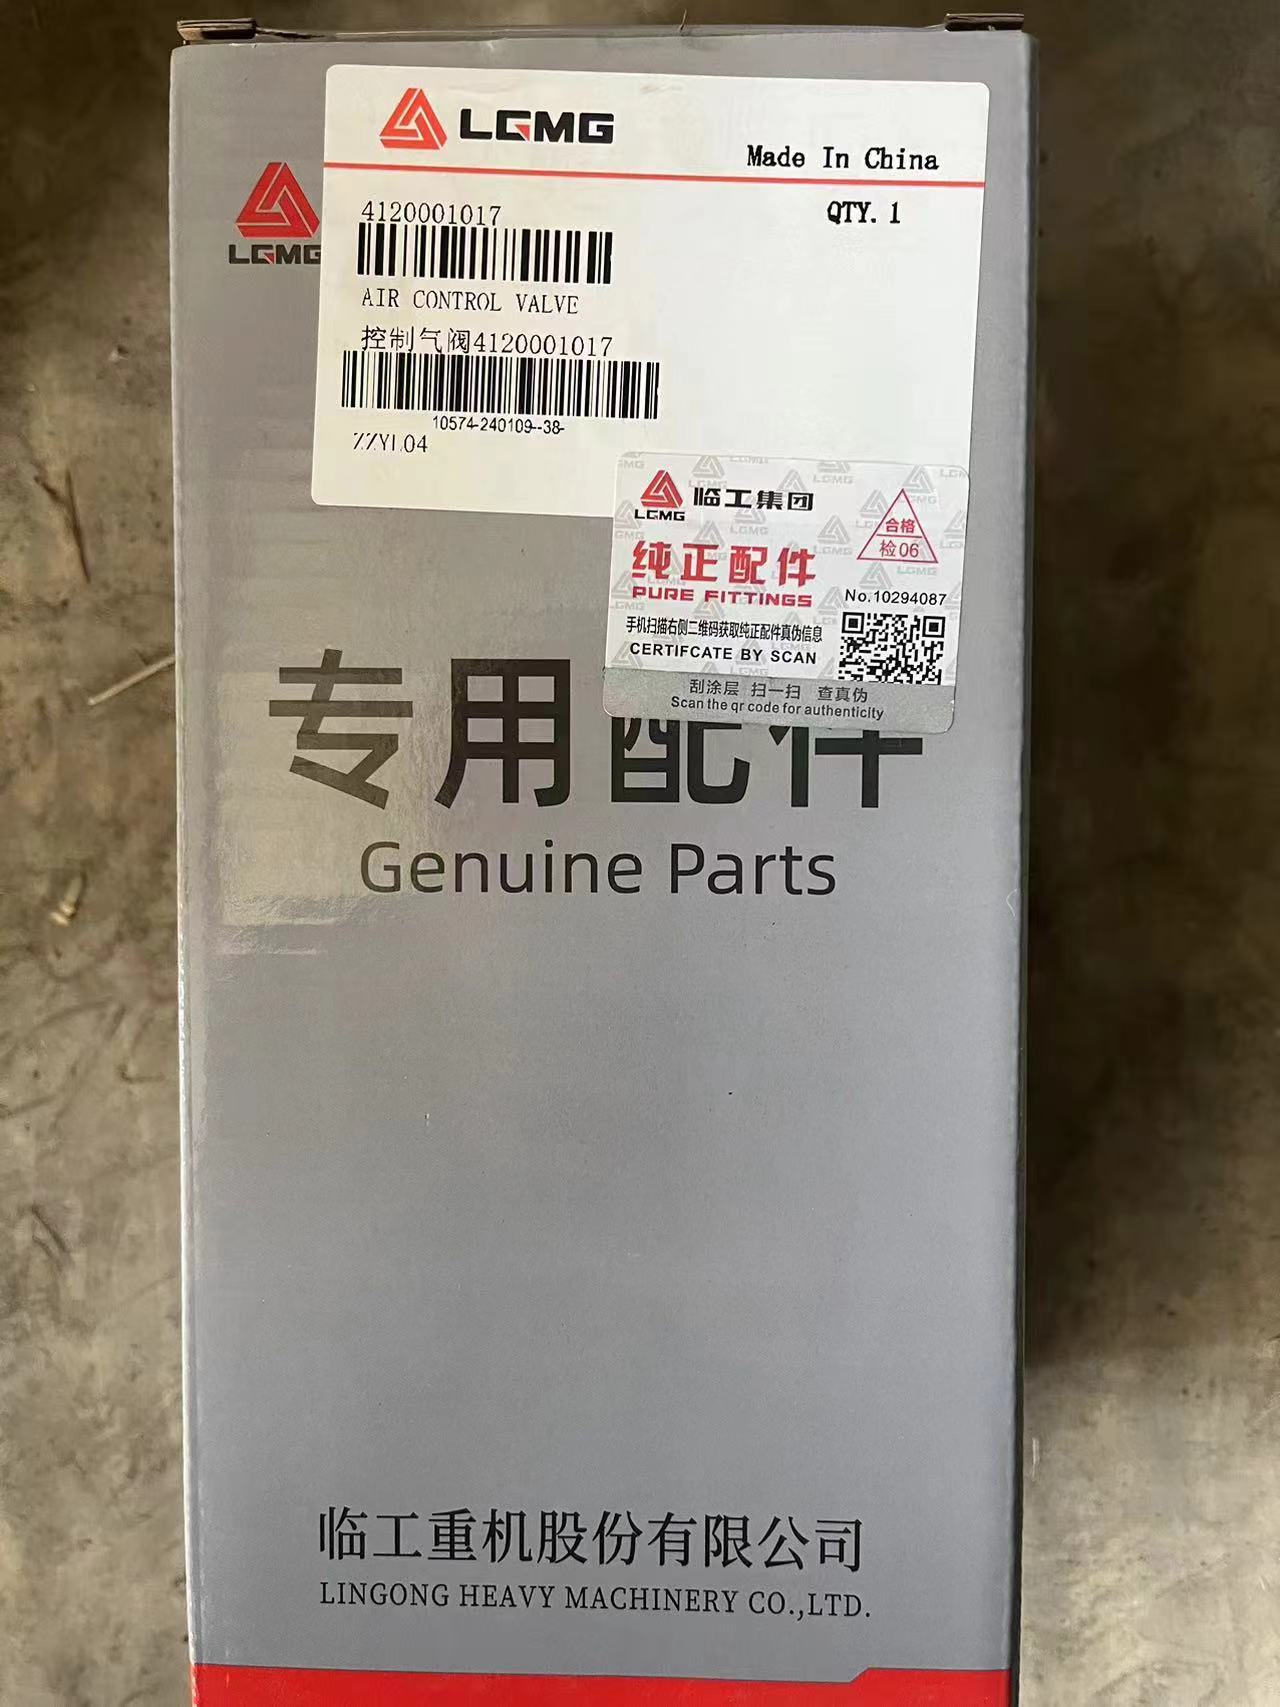 LGMG
Made In China
4120001017
QTY. 1
LGMG
AIR CONTROL VALVE
控制气阀4120001017
10574-240109--38-
ZZYL04
LGMG
临工集团
合格
检06
纯正配件
PURE FITTINGS
No.10294087
手机扫描右侧二维码获取纯正配件真伪信息
CERTIFCATE BY SCAN
刮涂层 扫一扫 查真伪
Scan the qr code for authenticity
专用配件
Genuine Parts
临工重机股份有限公司
LINGONG HEAVY MACHINERY CO.,LTD.